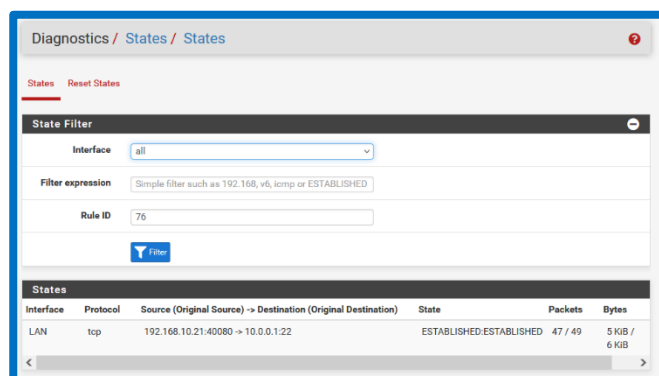 Diagnostics / States / States
States Reset States
State Filter
Interface all
Filter expression Simple filter such as 192.168, v6, icmp or ESTABLISHED
Rule ID 76
Filter
States
Interface Protocol Source (Original Source) -> Destination (Original Destination) State Packets Bytes
LAN tcp 192.168.10.21:40080 -> 10.0.0.1:22 ESTABLISHED:ESTABLISHED 47 / 49 5 KiB /
6 KiB